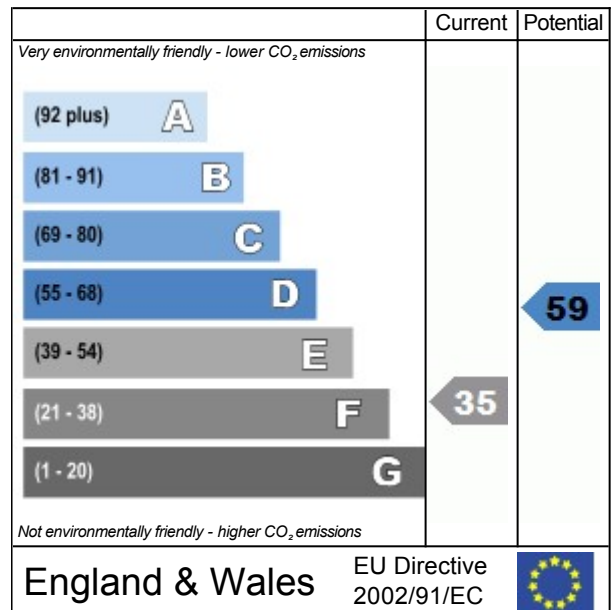 Current Potential
Very environmentally friendly - lower CO₂ emissions
(92 plus) A
(81 - 91) B
(69 - 80) C
(55 - 68) D
59
(39 - 54) E
(21 - 38) F
35
(1 - 20) G
Not environmentally friendly - higher CO₂ emissions
England & Wales
EU Directive
2002/91/EC